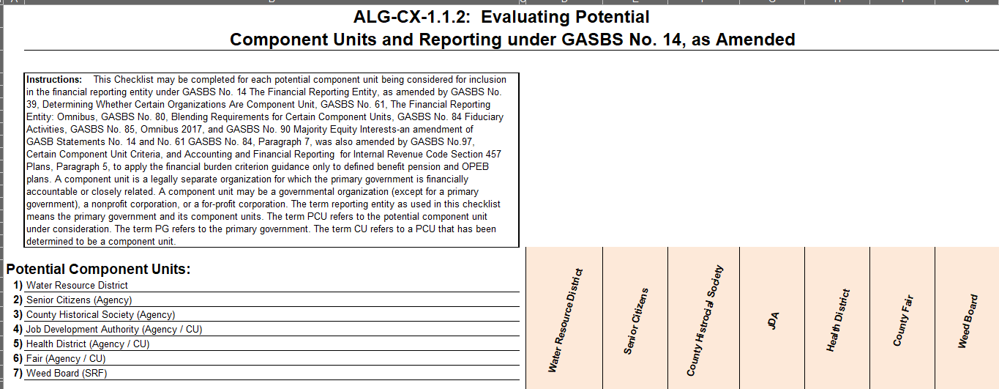 ALG-CX-1.1.2:  Evaluating Potential
Component Units and Reporting under GASBS No. 14, as Amended
Instructions:    This Checklist may be completed for each potential component unit being considered for inclusion
in the financial reporting entity under GASBS No. 14 The Financial Reporting Entity, as amended by GASBS No.
39, Determining Whether Certain Organizations Are Component Unit, GASBS No. 61, The Financial Reporting
Entity: Omnibus, GASBS No. 80, Blending Requirements for Certain Component Units, GASBS No. 84 Fiduciary
Activities, GASBS No. 85, Omnibus 2017, and GASBS No. 90 Majority Equity Interests-an amendment of
GASB Statements No. 14 and No. 61 GASBS No. 84, Paragraph 7, was also amended by GASBS No.97,
Certain Component Unit Criteria, and Accounting and Financial Reporting  for Internal Revenue Code Section 457
Plans, Paragraph 5, to apply the financial burden criterion guidance only to defined benefit pension and OPEB
plans. A component unit is a legally separate organization for which the primary government is financially
accountable or closely related. A component unit may be a governmental organization (except for a primary
government), a nonprofit corporation, or a for-profit corporation. The term reporting entity as used in this checklist
means the primary government and its component units. The term PCU refers to the potential component unit
under consideration. The term PG refers to the primary government. The term CU refers to a PCU that has been
determined to be a component unit.
Potential Component Units:
1) Water Resource District
2) Senior Citizens (Agency)
3) County Historical Society (Agency)
4) Job Development Authority (Agency / CU)
5) Health District (Agency / CU)
6) Fair (Agency / CU)
7) Weed Board (SRF)
Water Resource District
Senior Citizens
County Histrocial Society
JDA
Health District
County Fair
Weed Board